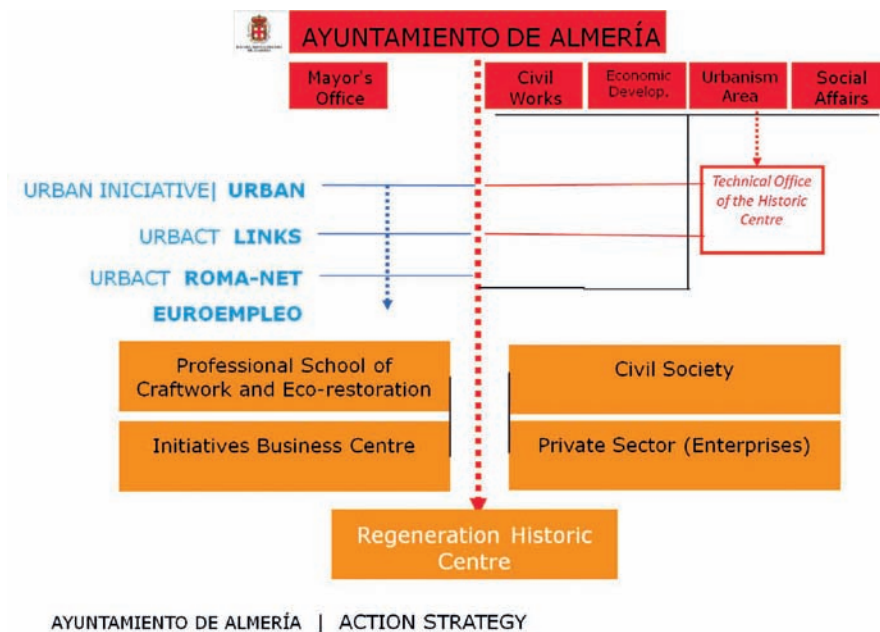 AYUNTAMIENTO DE ALMERÍA
Mayor's
Office
Civil
Works
Economic
Develop.
Urbanism
Area
Social
Affairs
Technical Office
of the Historic
Centre
URBAN INICIATIVE| URBAN
URBACT LINKS
URBACT ROMA-NET
EUROEMPLEO
Professional School of
Craftwork and Eco-restoration
Civil Society
Initiatives Business Centre
Private Sector (Enterprises)
Regeneration Historic
Centre
AYUNTAMIENTO DE ALMERÍA | ACTION STRATEGY